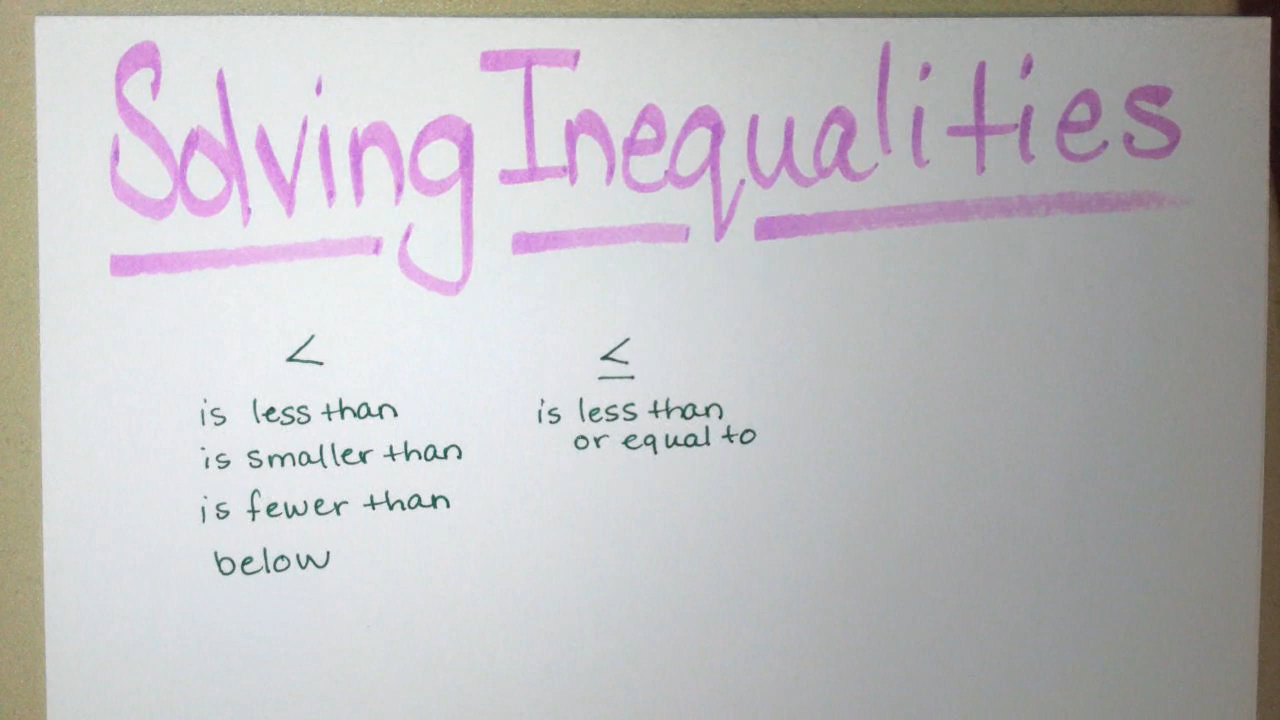 Solving Inequalities
<
is less than
is smaller than
is fewer than
below
≤
is less than
or equal to